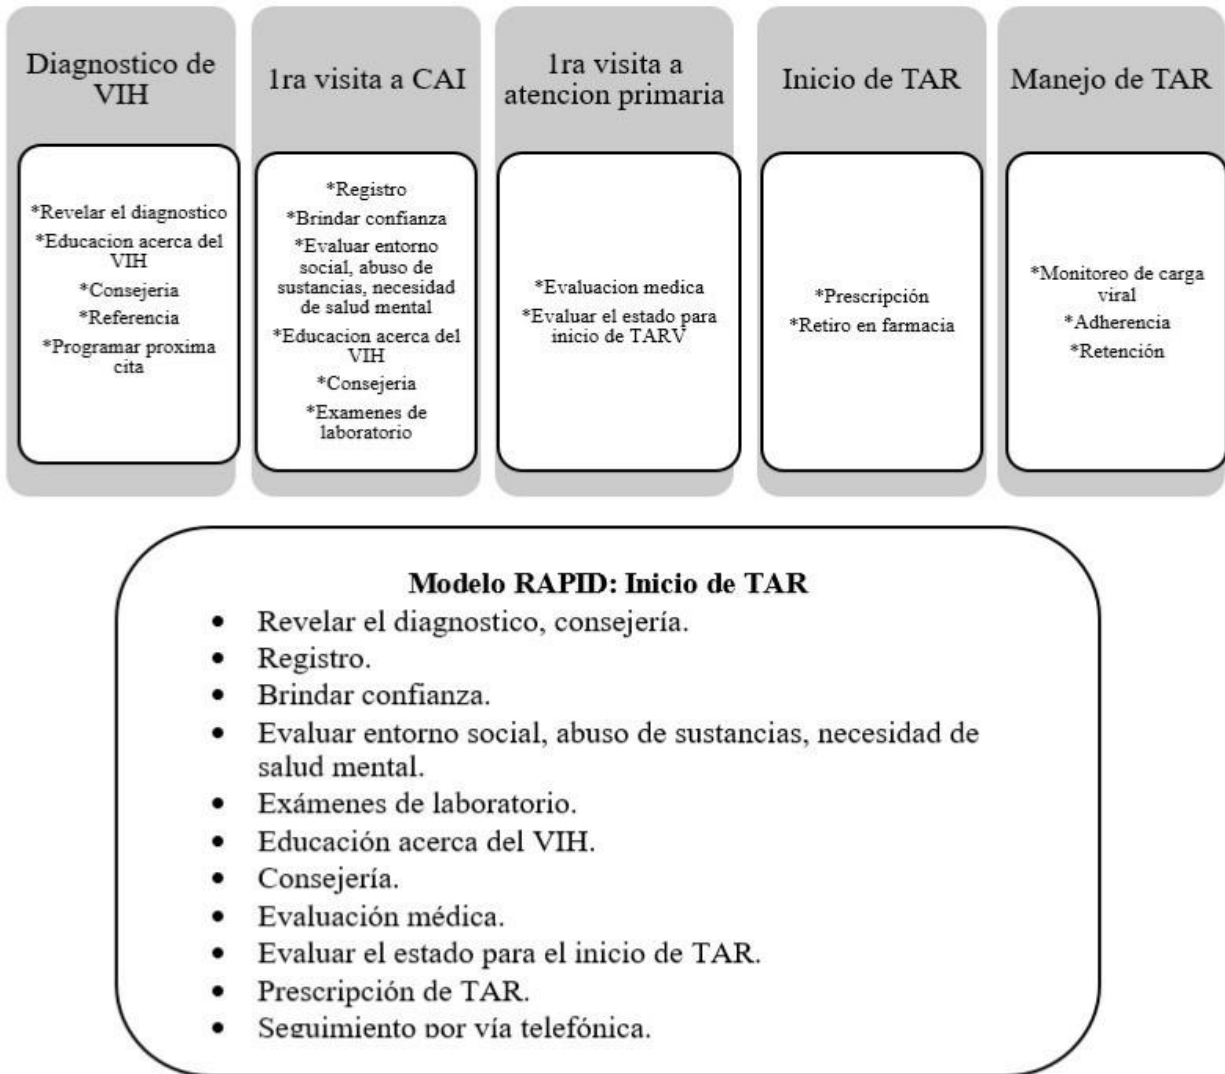 Diagnostico de
VIH
*Revelar el diagnostico
*Educacion acerca del
VIH
*Consejeria
*Referencia
*Programar proxima
cita
1ra visita a CAI
*Registro
*Brindar confianza
*Evaluar entorno
social, abuso de
sustancias, necesidad
de salud mental
*Educacion acerca del
VIH
*Consejeria
*Examenes de
laboratorio
1ra visita a
atencion primaria
*Evaluacion medica
*Evaluar el estado para
inicio de TARV
Inicio de TAR
*Prescripción
*Retiro en farmacia
Manejo de TAR
*Monitoreo de carga
viral
*Adherencia
*Retención
Modelo RAPID: Inicio de TAR
• Revelar el diagnostico, consejería.
• Registro.
• Brindar confianza.
• Evaluar entorno social, abuso de sustancias, necesidad de
salud mental.
• Exámenes de laboratorio.
• Educación acerca del VIH.
• Consejería.
• Evaluación médica.
• Evaluar el estado para el inicio de TAR.
• Prescripción de TAR.
• Seguimiento por vía telefónica.